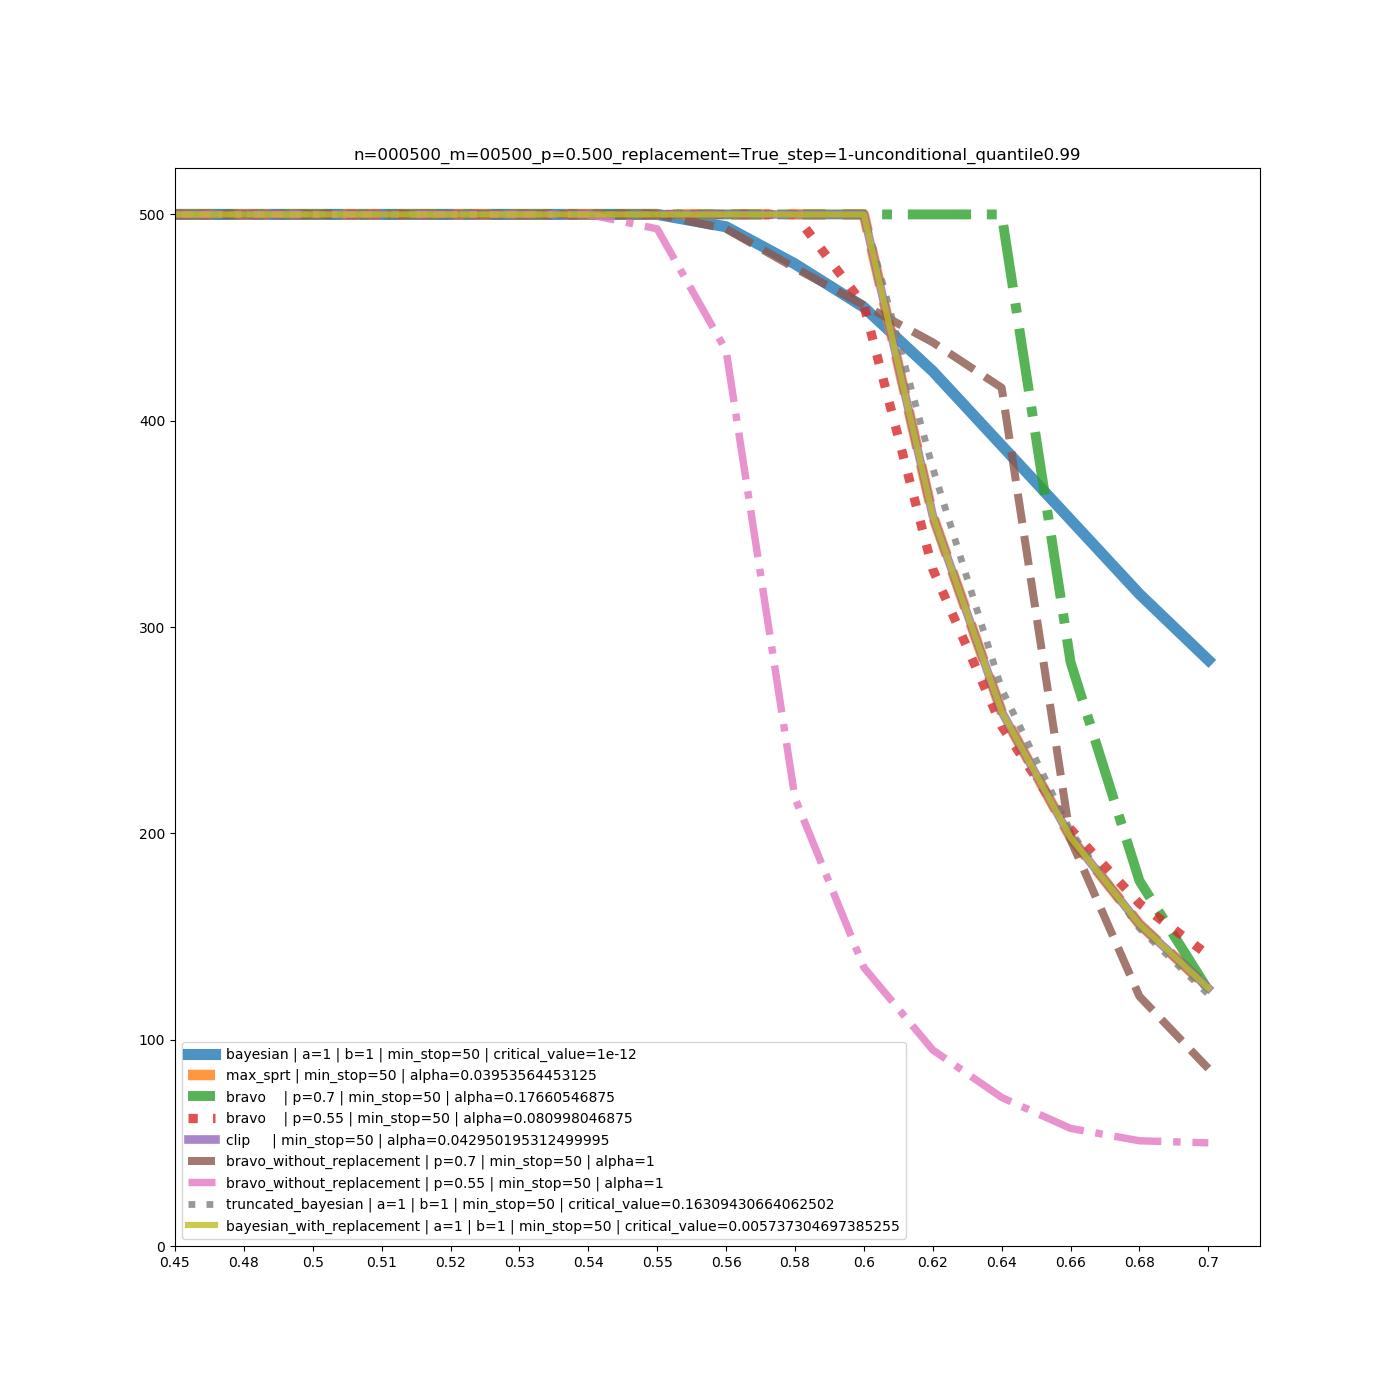 n=000500_m=00500_p=0.500_replacement=True_step=1-unconditional_quantile0.99
500
400
300
200
100
0
bayesian | a=1 | b=1 | min_stop=50 | critical_value=1e-12
max_sprt | min_stop=50 | alpha=0.03953564453125
bravo | p=0.7 | min_stop=50 | alpha=0.17660546875
bravo | p=0.55 | min_stop=50 | alpha=0.080998046875
clip | min_stop=50 | alpha=0.042950195312499995
bravo_without_replacement | p=0.7 | min_stop=50 | alpha=1
bravo_without_replacement | p=0.55 | min_stop=50 | alpha=1
truncated_bayesian | a=1 | b=1 | min_stop=50 | critical_value=0.16309430664062502
bayesian_with_replacement | a=1 | b=1 | min_stop=50 | critical_value=0.005737304697385255
0.45 0.48 0.5 0.51 0.52 0.53 0.54 0.55 0.56 0.58 0.6 0.62 0.64 0.66 0.68 0.7